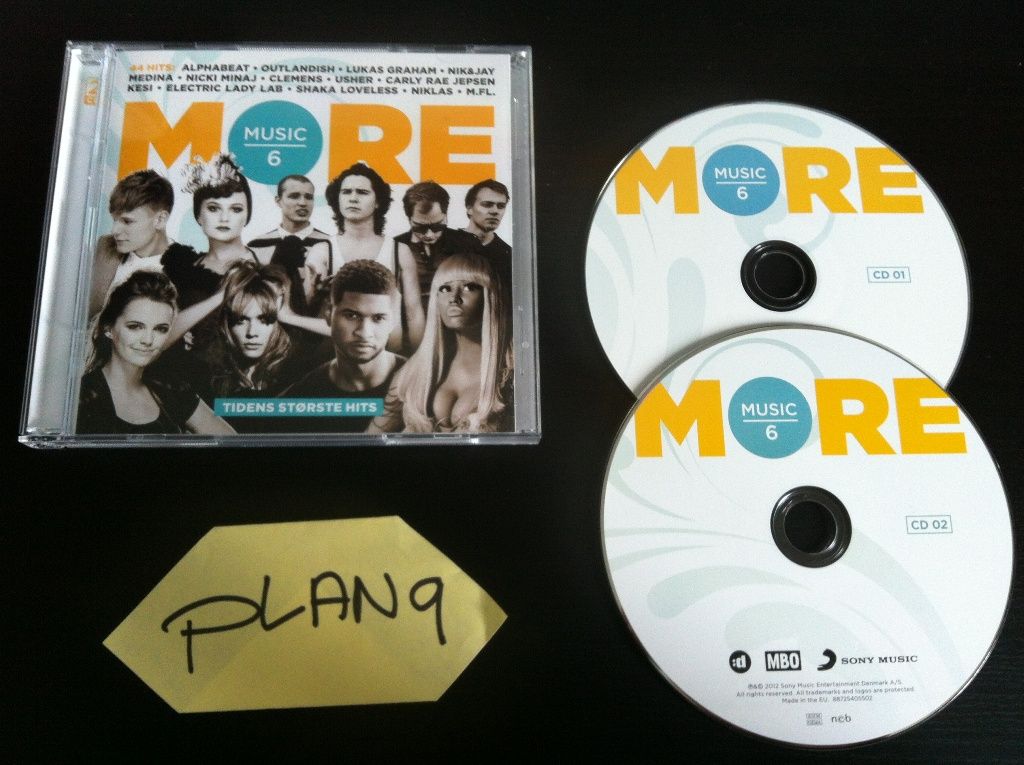 44 HITS: ALPHABEAT • OUTLANDISH • LUKAS GRAHAM • NIK&JAY
MEDINA • NICKI MINAJ • CLEMENS • USHER • CARLY RAE JEPSEN
KESI • ELECTRIC LADY LAB • SHAKA LOVELESS • NIKLAS • M.FL.
MORE
MUSIC
6
TIDENS STØRSTE HITS
MORE
MUSIC
6
CD 01
MORE
MUSIC
6
CD 02
:d MBO SONY MUSIC
℗&© 2012 Sony Music Entertainment Denmark A/S.
All rights reserved. All trademarks and logos are protected.
Made in the EU. 88725405502
n©b
PLAN9